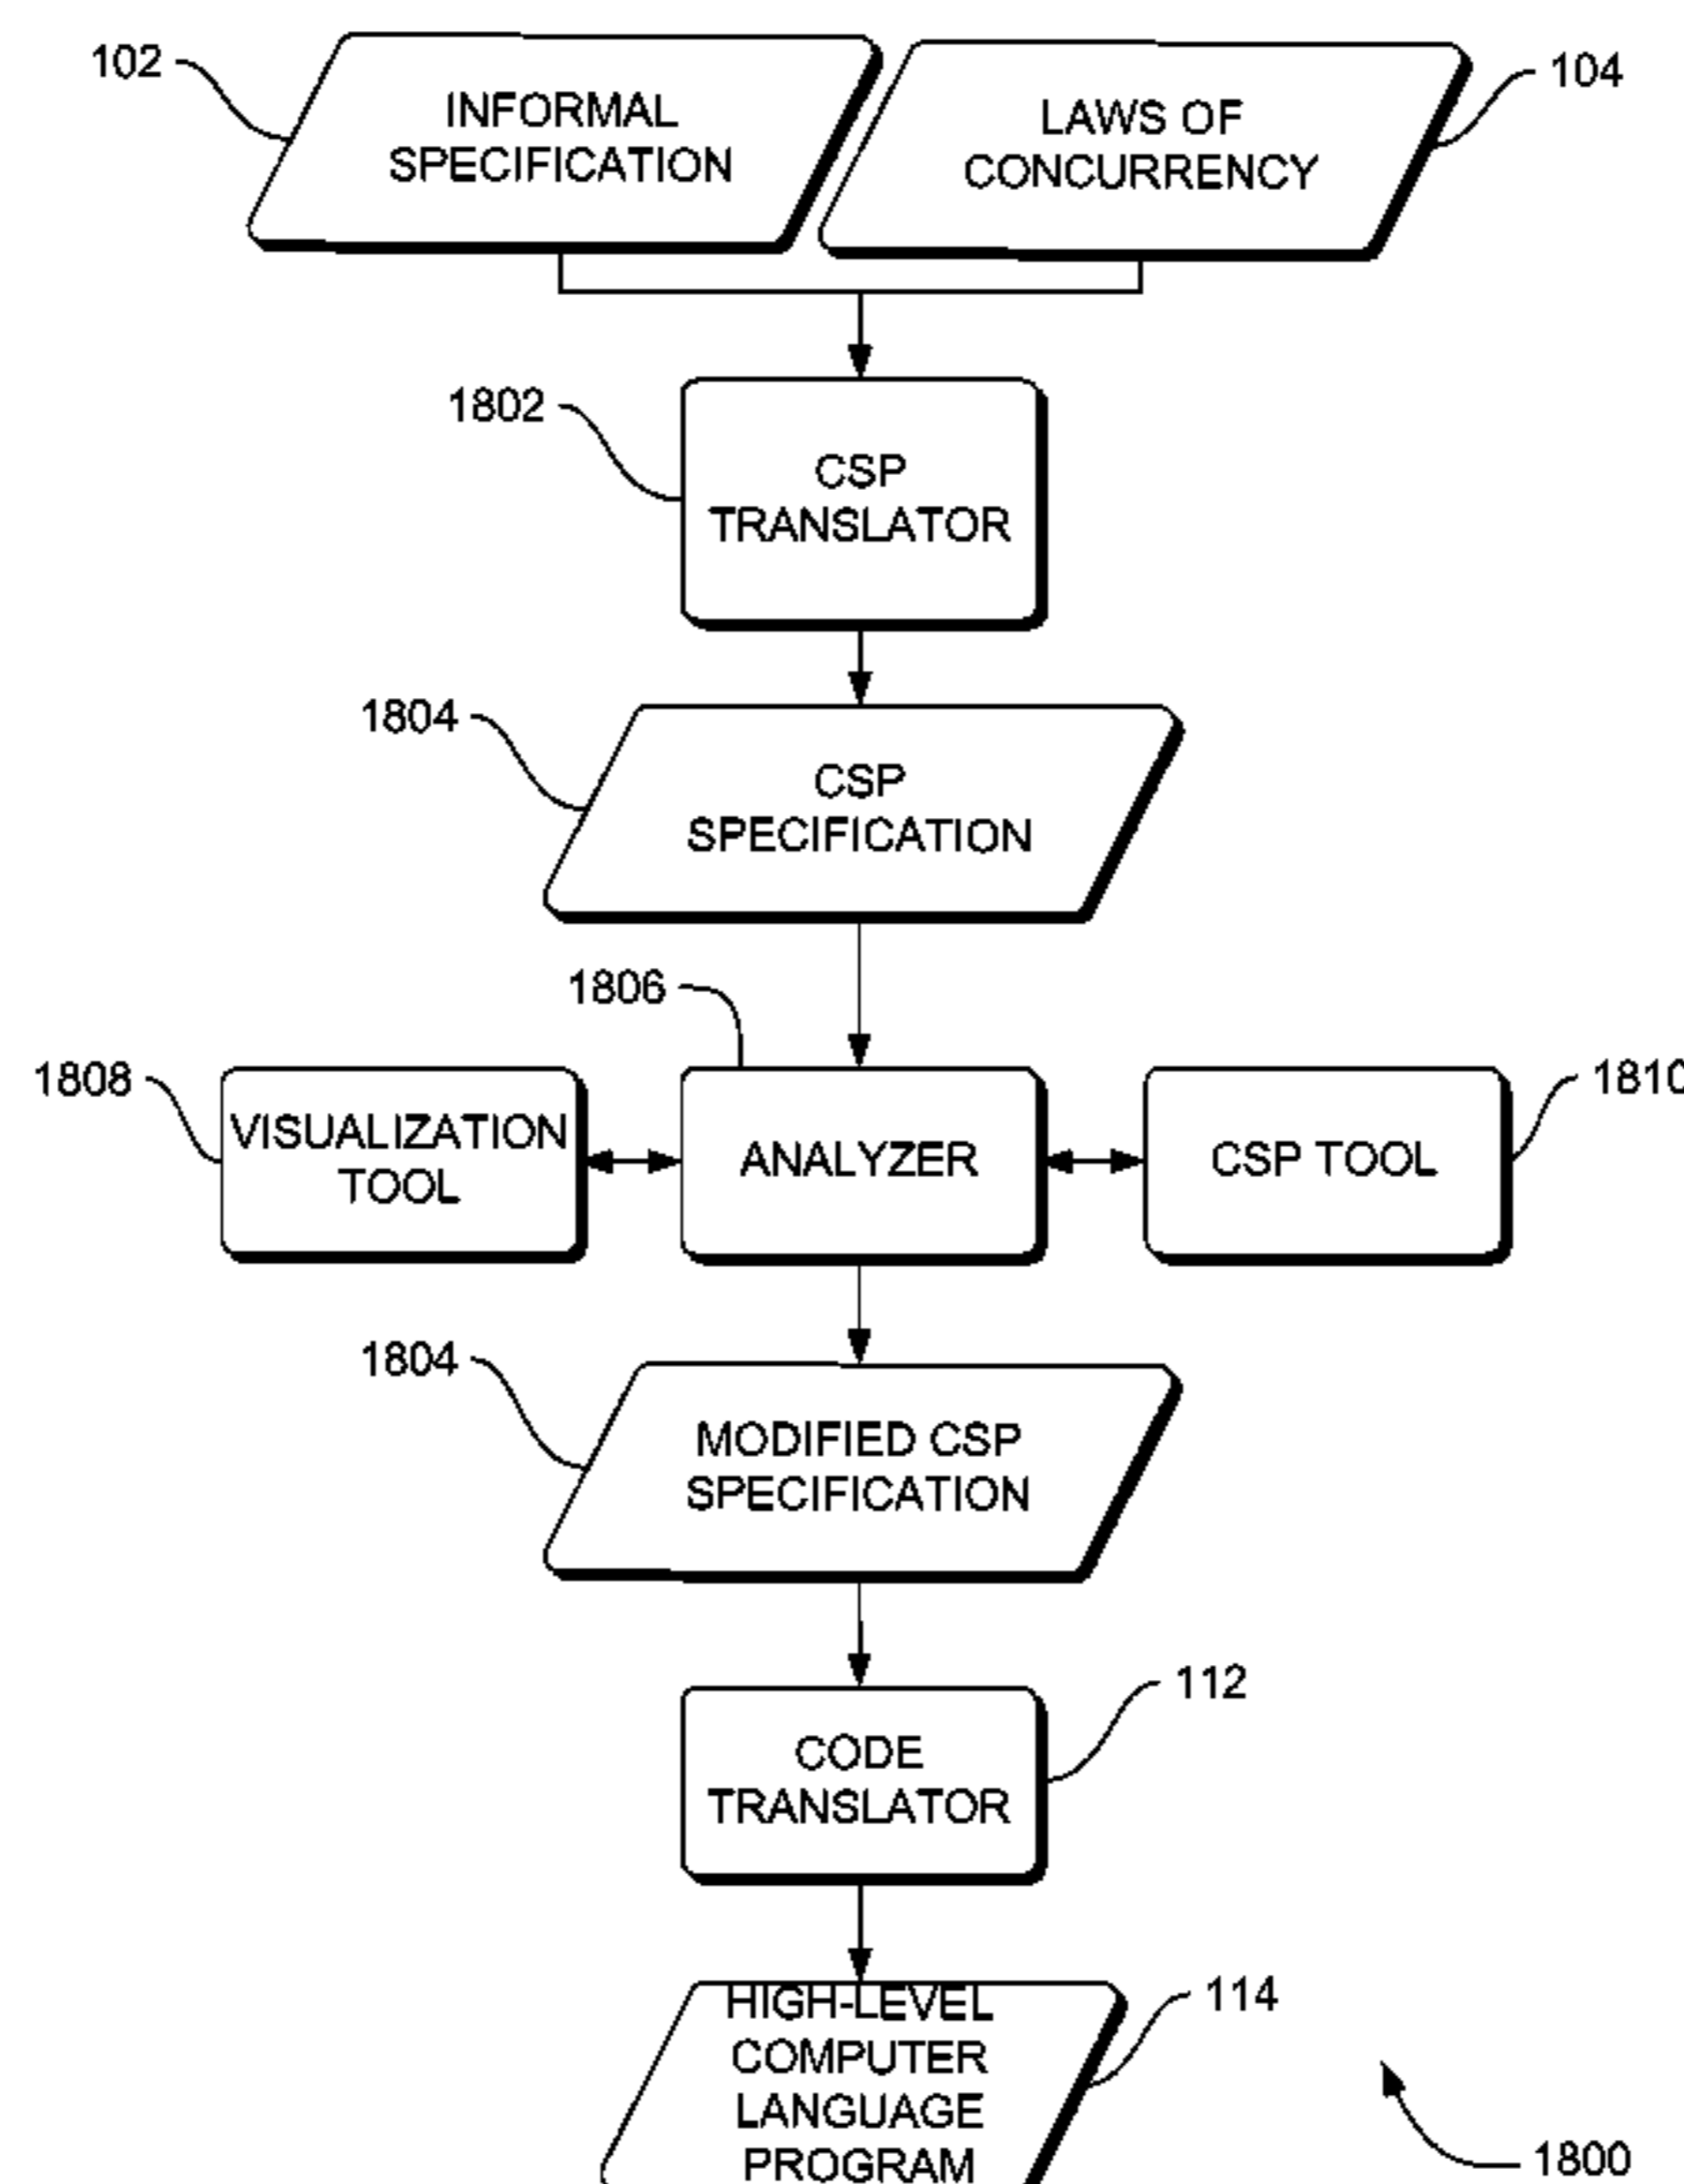 102
INFORMAL
SPECIFICATION
LAWS OF
CONCURRENCY
104
1802
CSP
TRANSLATOR
1804
CSP
SPECIFICATION
1806
1808
VISUALIZATION
TOOL
ANALYZER
CSP TOOL
1810
1804
MODIFIED CSP
SPECIFICATION
112
CODE
TRANSLATOR
HIGH-LEVEL
COMPUTER
LANGUAGE
PROGRAM
114
1800